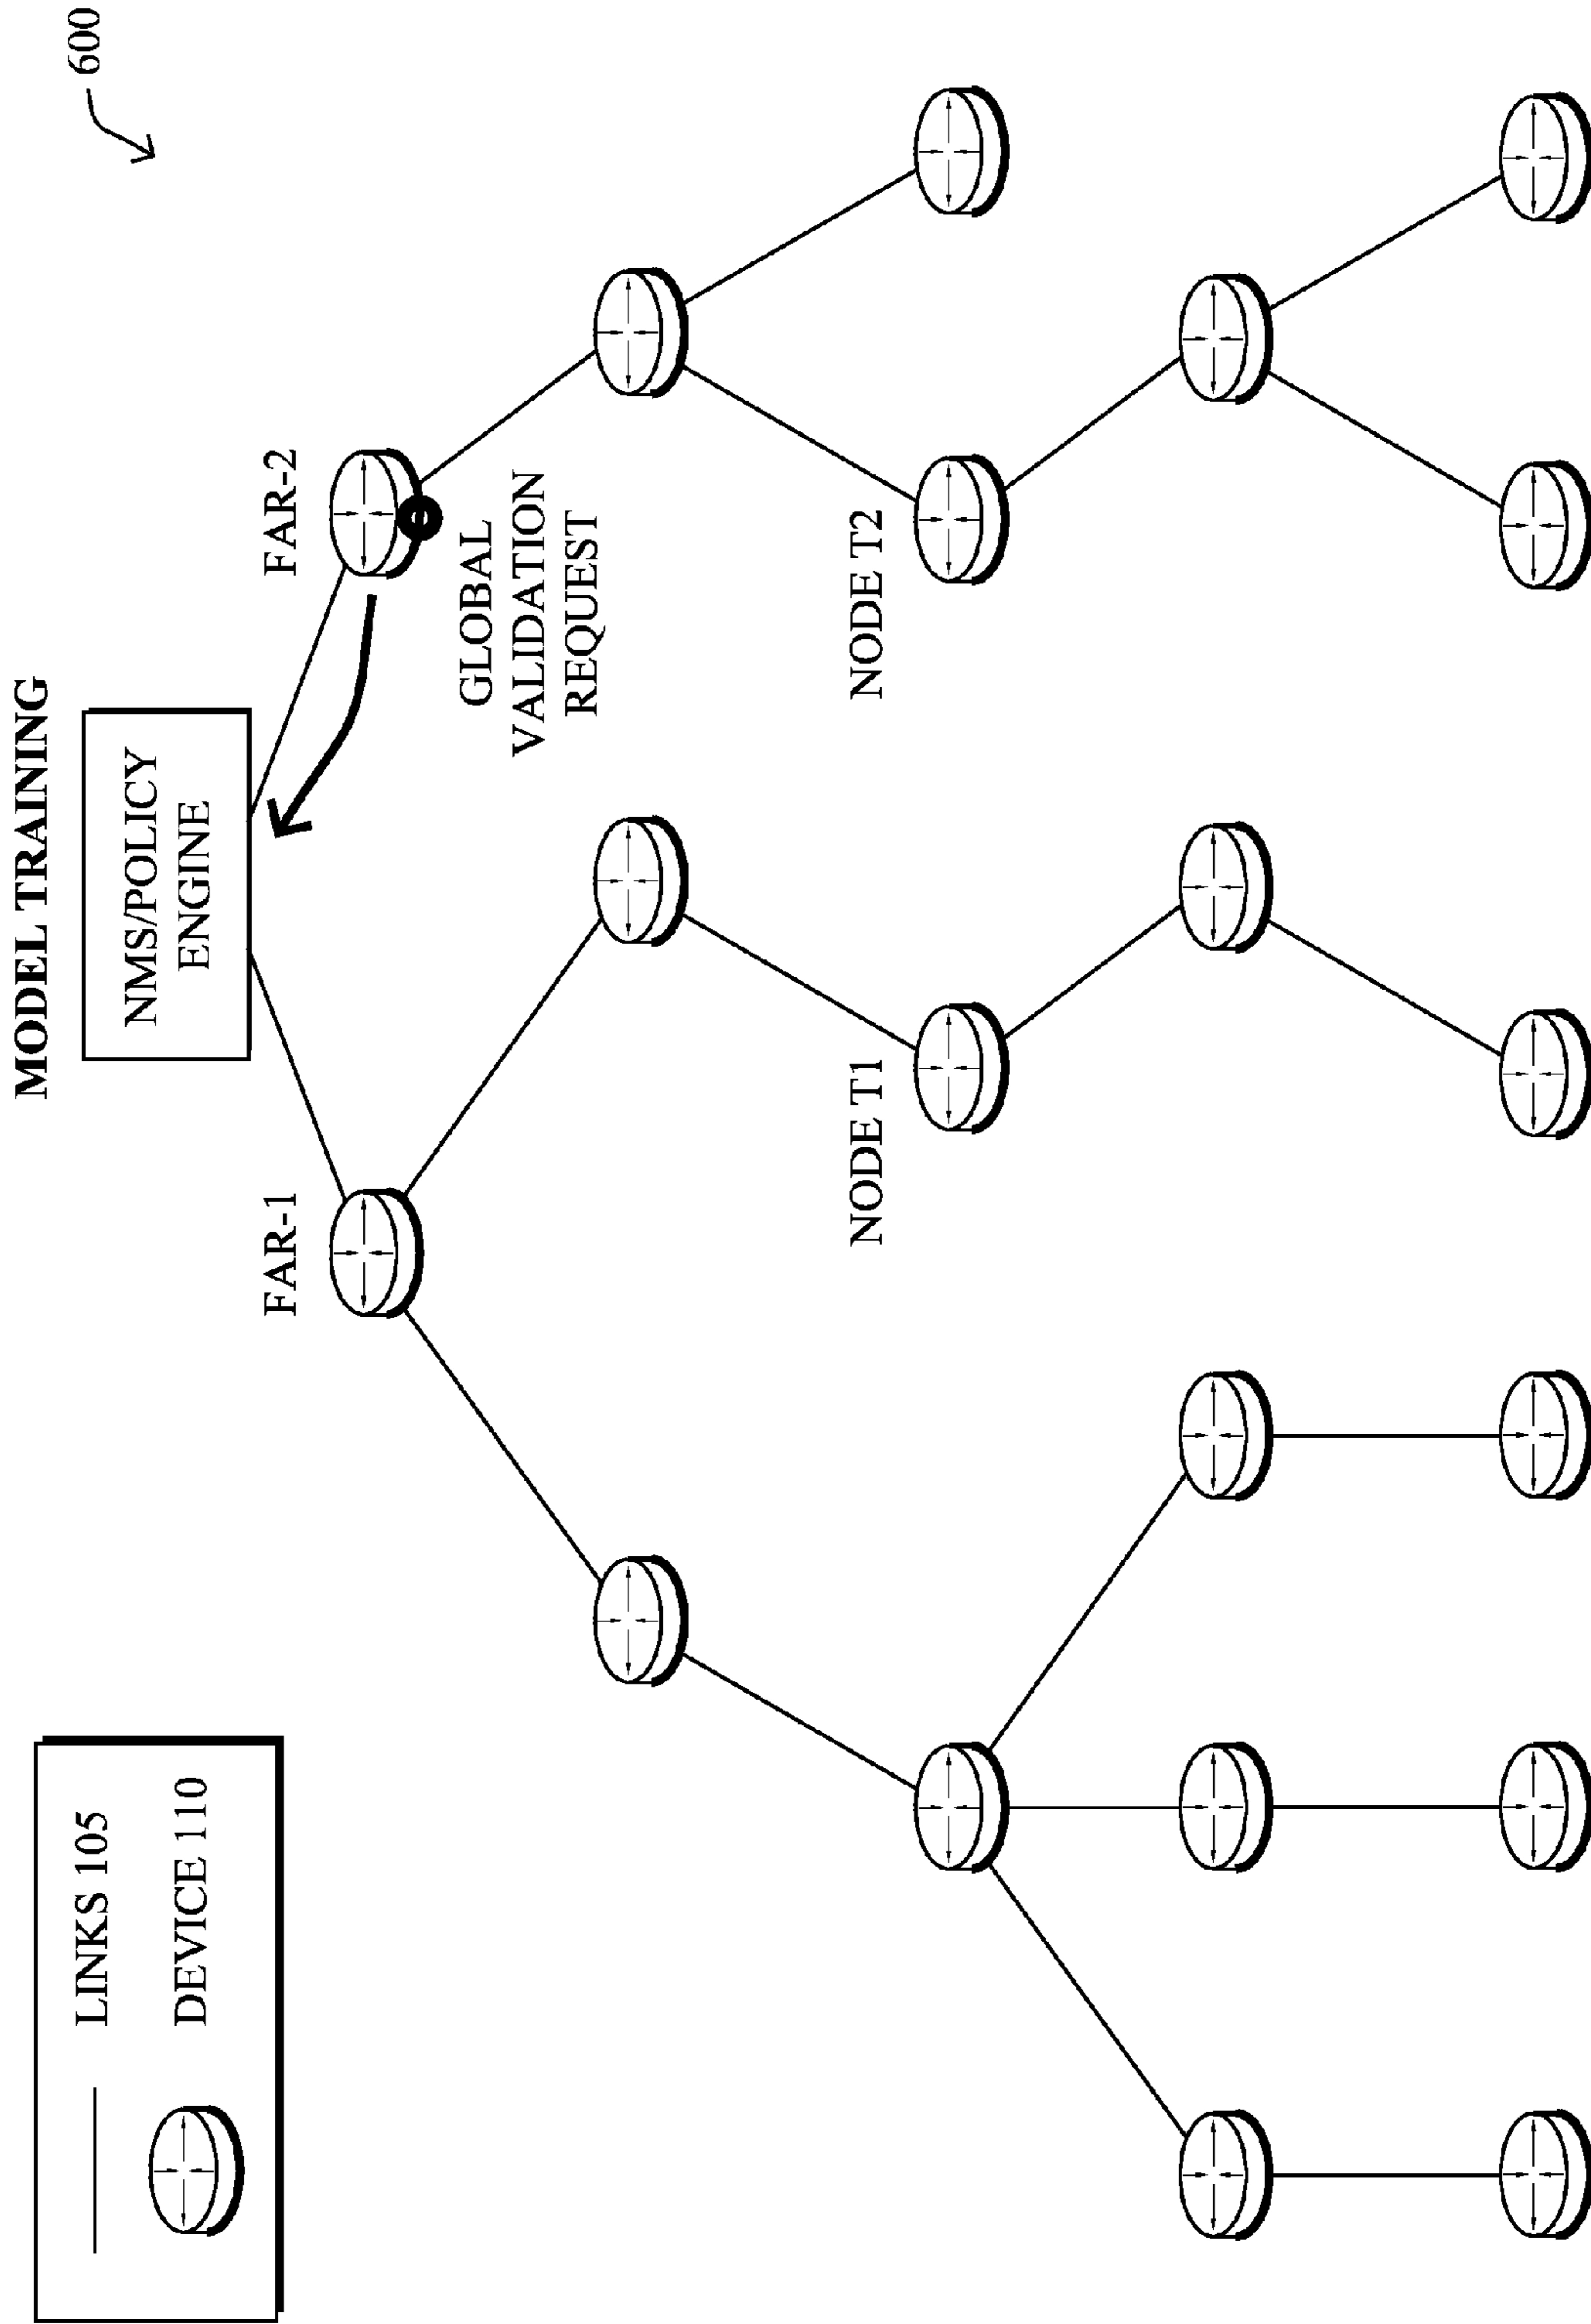 LINKS 105
DEVICE 110
MODEL TRAINING
NMS/POLICY
ENGINE
600
FAR-1
FAR-2
GLOBAL
VALIDATION
REQUEST
NODE T1
NODE T2